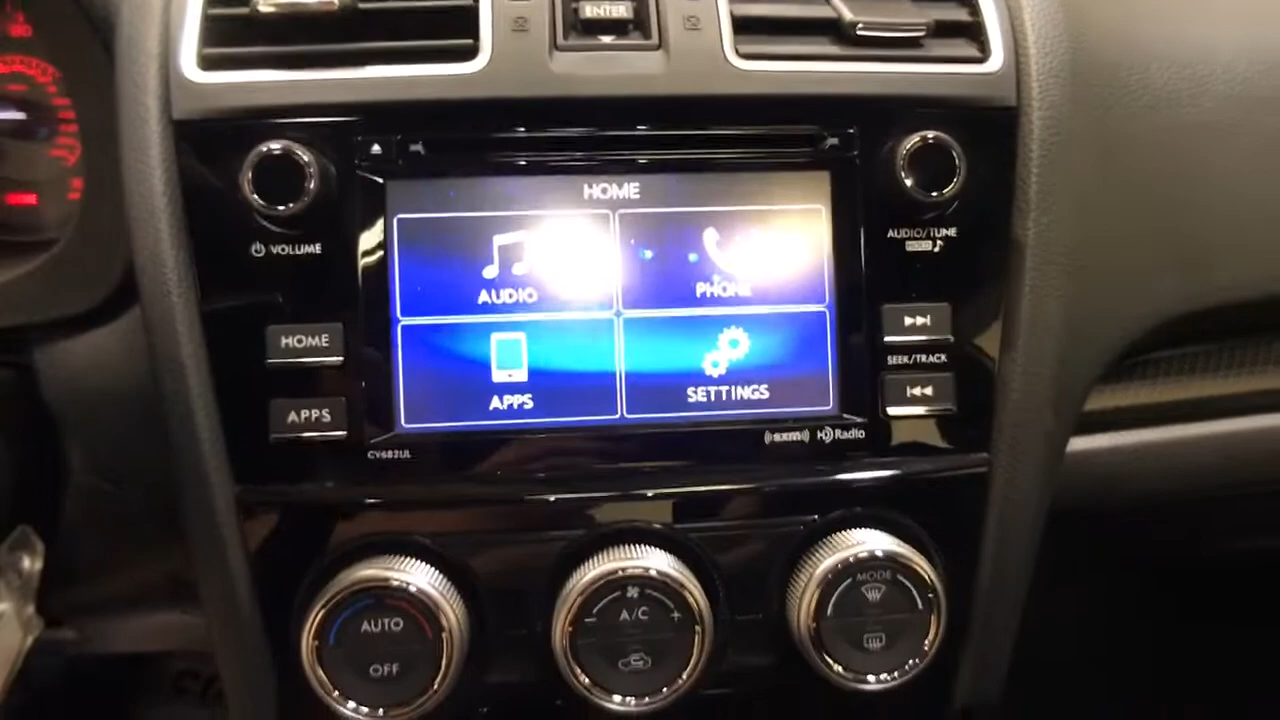 ENTER
HOME
VOLUME
AUDIO/TUNE
HOLD
AUDIO
PHONE
HOME
SEEK/TRACK
APPS
SETTINGS
APPS
((sxm)) HD Radio
CY682UL
MODE
A/C
- +
AUTO
OFF